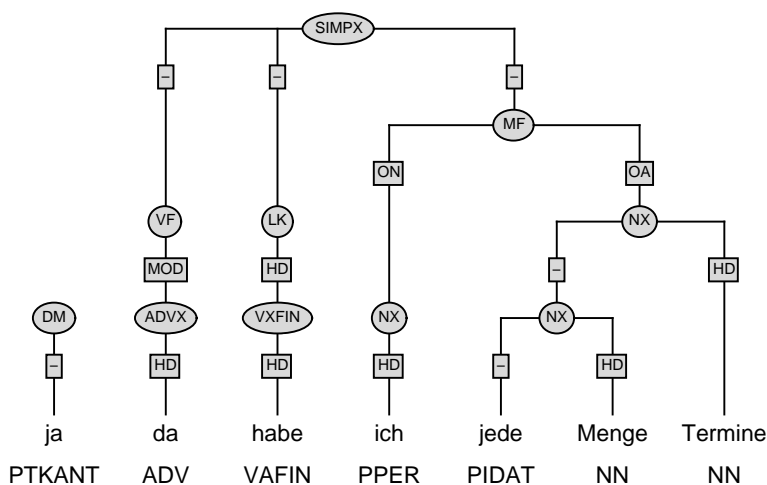 SIMPX
– – –
MF
ON OA
VF LK NX
MOD HD – HD
DM ADVX VXFIN NX NX
– HD HD HD – HD
ja da habe ich jede Menge Termine
PTKANT ADV VAFIN PPER PIDAT NN NN